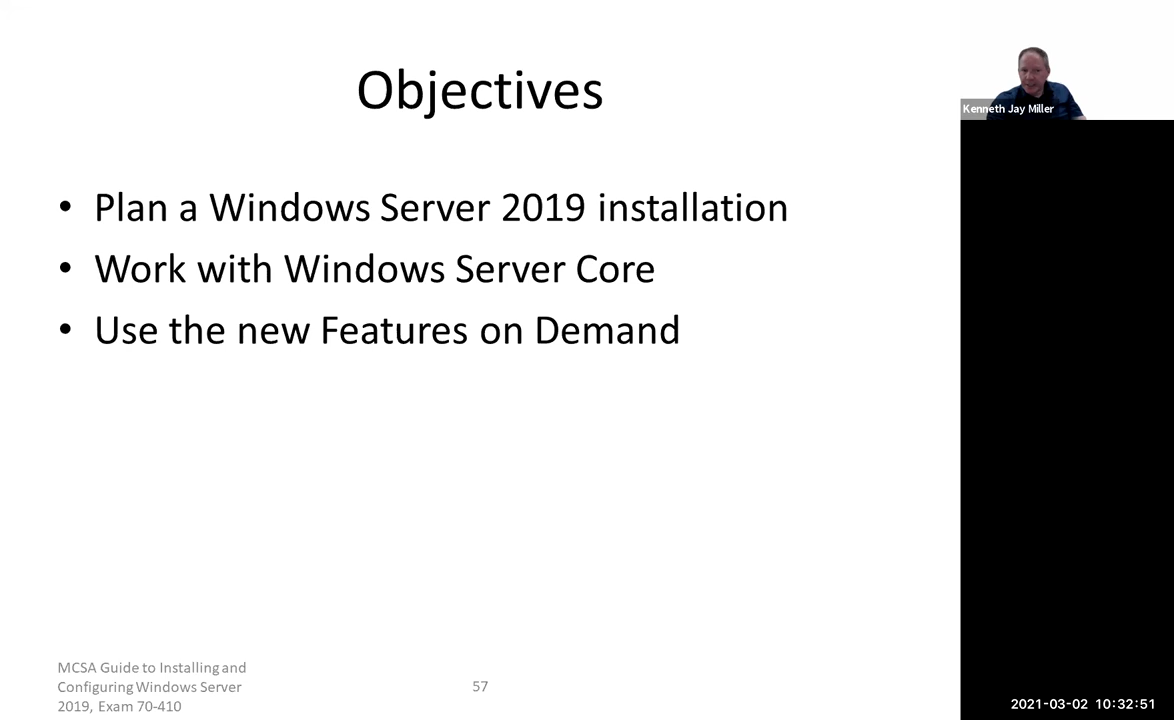 Objectives
• Plan a Windows Server 2019 installation
• Work with Windows Server Core
• Use the new Features on Demand
MCSA Guide to Installing and
Configuring Windows Server
2019, Exam 70-410
57
Kenneth Jay Miller
2021-03-02 10:32:51